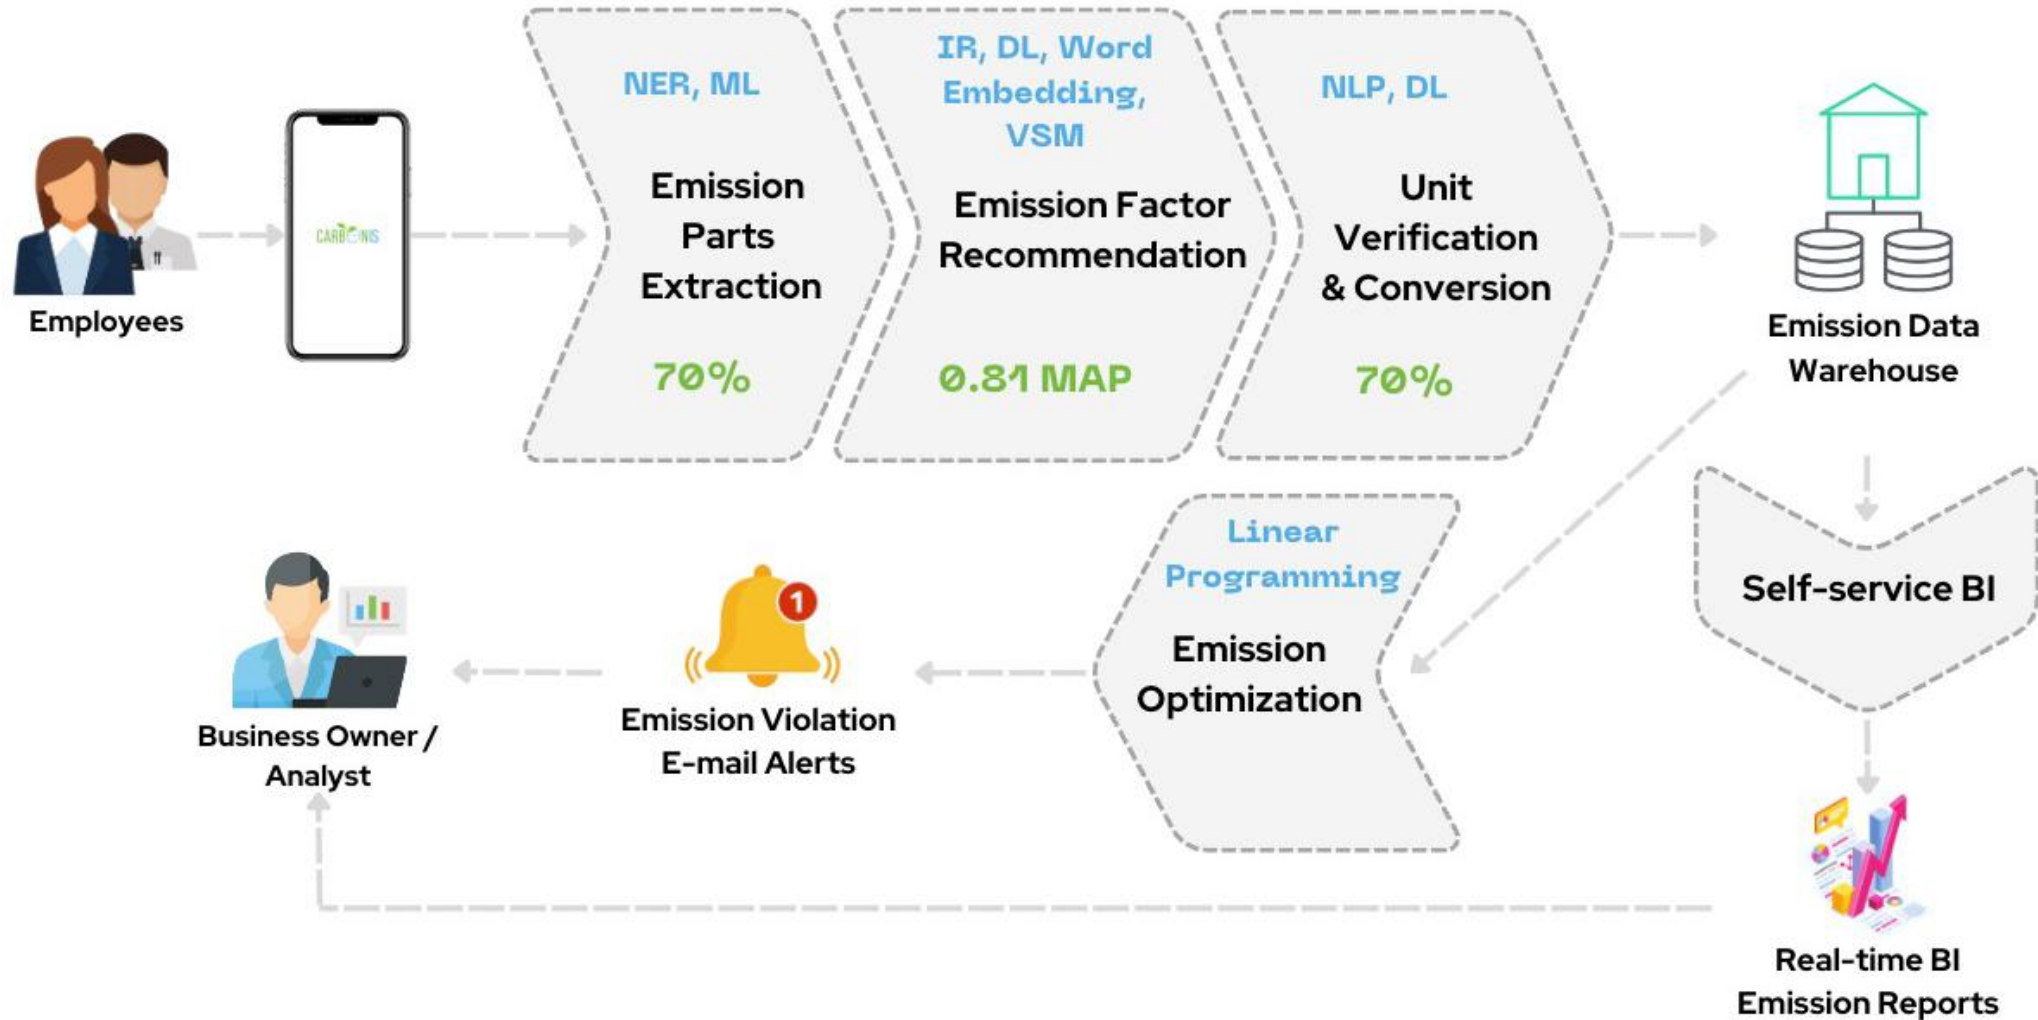 NER, ML
Emission
Parts
Extraction
70%
IR, DL, Word
Embedding,
VSM
Emission Factor
Recommendation
0.81 MAP
NLP, DL
Unit
Verification
& Conversion
70%
Employees
CARBONIS
Emission Data
Warehouse
Linear
Programming
Emission
Optimization
Self-service BI
1
Emission Violation
E-mail Alerts
Business Owner /
Analyst
Real-time BI
Emission Reports